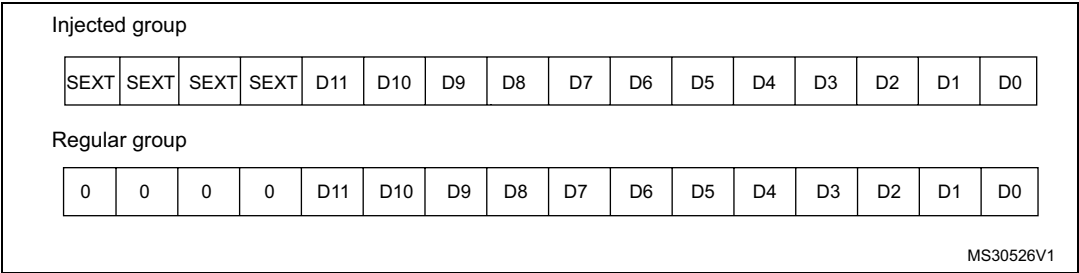 Injected group
SEXT SEXT SEXT SEXT D11 D10 D9 D8 D7 D6 D5 D4 D3 D2 D1 D0
Regular group
0 0 0 0 D11 D10 D9 D8 D7 D6 D5 D4 D3 D2 D1 D0
MS30526V1